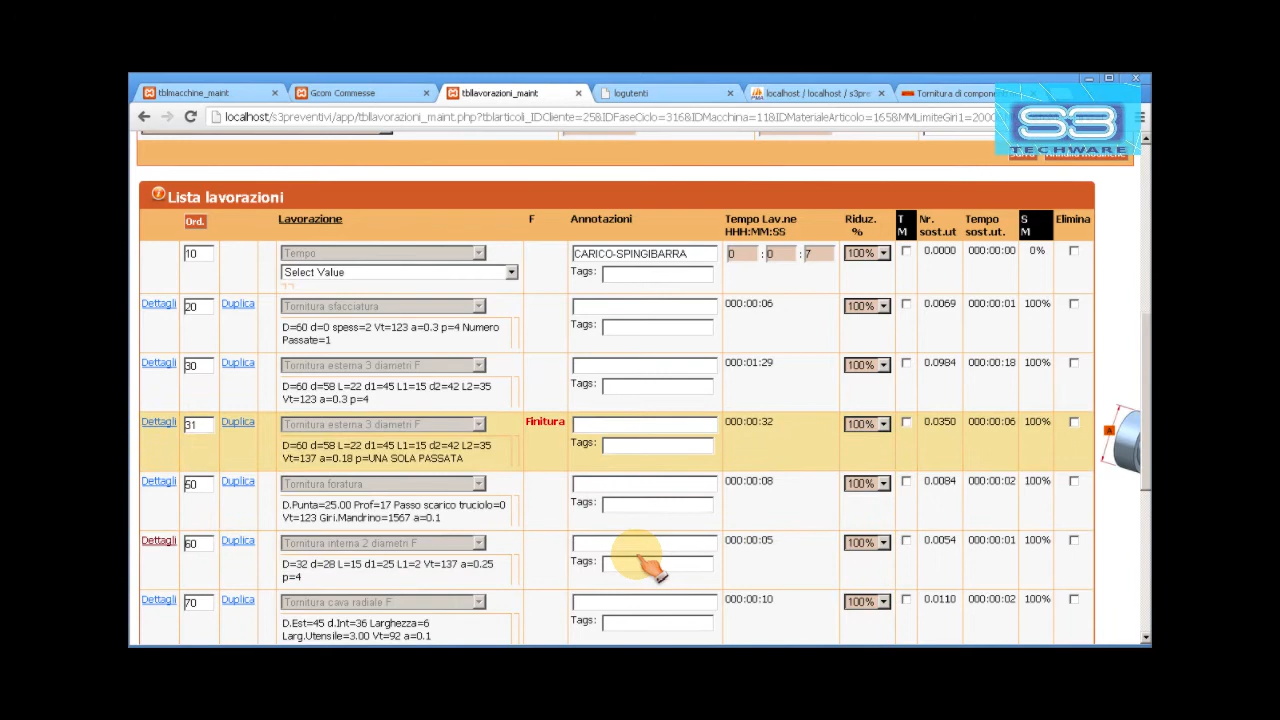 tblmacchine_maint
Gcom Commesse
tbllavorazioni_maint
logutenti
localhost / localhost / s3pre
Tornitura di compon
localhost/s3preventivi/app/tbllavorazioni_maint.php?tblarticoli_IDCliente=25&IDFaseCiclo=316&IDMacchina=11&IDMaterialeArticolo=165&MMLimiteGiri1=200
S3
TECHWARE
Lista lavorazioni
Ord. Lavorazione F Annotazioni Tempo Lav.ne HHH:MM:SS Riduz. % T M Nr. sost.ut Tempo sost.ut. S M Elimina
10 Tempo CARICO-SPINGIBARRA 0 :0 :7 100% 0.0000 000:00:00 0%
Select Value Tags:
Dettagli 20 Duplica Tornitura sfacciatura 000:00:06 100% 0.0069 000:00:01 100%
D=60 d=0 spess=2 Vt=123 a=0.3 p=4 Numero Tags:
Passate=1
Dettagli 30 Duplica Tornitura esterna 3 diametri F 000:01:29 100% 0.0984 000:00:18 100%
D=60 d=58 L=22 d1=45 L1=15 d2=42 L2=35 Tags:
Vt=123 a=0.3 p=4
Dettagli 31 Duplica Tornitura esterna 3 diametri F Finitura 000:00:32 100% 0.0350 000:00:06 100%
D=60 d=58 L=22 d1=45 L1=15 d2=42 L2=35 Tags:
Vt=137 a=0.18 p=UNA SOLA PASSATA
Dettagli 50 Duplica Tornitura foratura 000:00:08 100% 0.0084 000:00:02 100%
D.Punta=25.00 Prof=17 Passo scarico truciolo=0 Tags:
Vt=123 Giri.Mandrino=1567 a=0.1
Dettagli 60 Duplica Tornitura interna 2 diametri F 000:00:05 100% 0.0054 000:00:01 100%
D=32 d=28 L=15 d1=25 L1=2 Vt=137 a=0.25 Tags:
p=4
Dettagli 70 Duplica Tornitura cava radiale F 000:00:10 100% 0.0110 000:00:02 100%
D.Est=45 d.Int=36 Larghezza=6 Tags:
Larg.Utensile=3.00 Vt=92 a=0.1
A